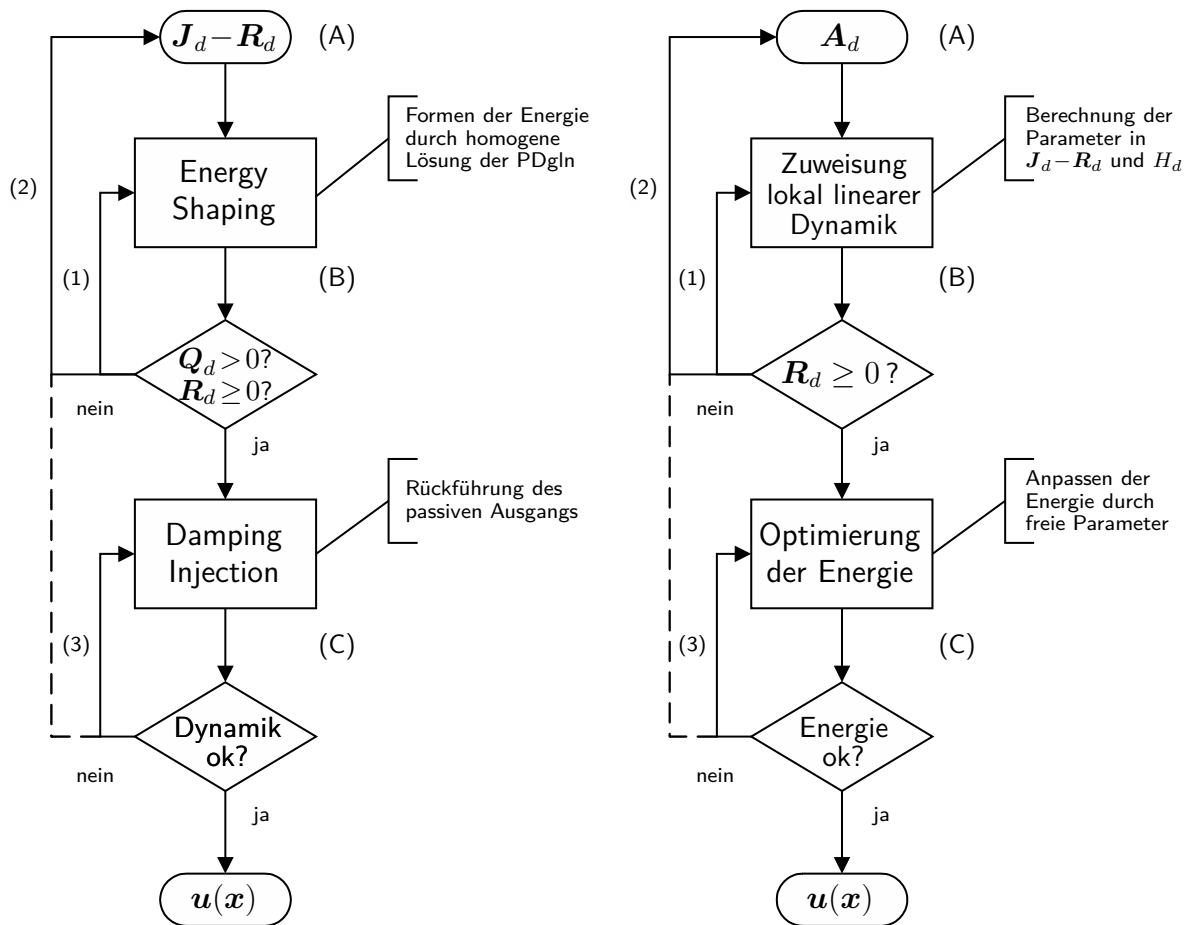 J_d − R_d
(A)
Formen der Energie
durch homogene
Lösung der PDgln
Energy
Shaping
(2)
(1)
(B)
Q_d > 0?
R_d ≥ 0?
nein
ja
Rückführung des
passiven Ausgangs
Damping
Injection
(3)
(C)
Dynamik
ok?
nein
ja
u(x)
A_d
(A)
Berechnung der
Parameter in
J_d − R_d und H_d
Zuweisung
lokal linearer
Dynamik
(2)
(1)
(B)
R_d ≥ 0 ?
nein
ja
Anpassen der
Energie durch
freie Parameter
Optimierung
der Energie
(3)
(C)
Energie
ok?
nein
ja
u(x)